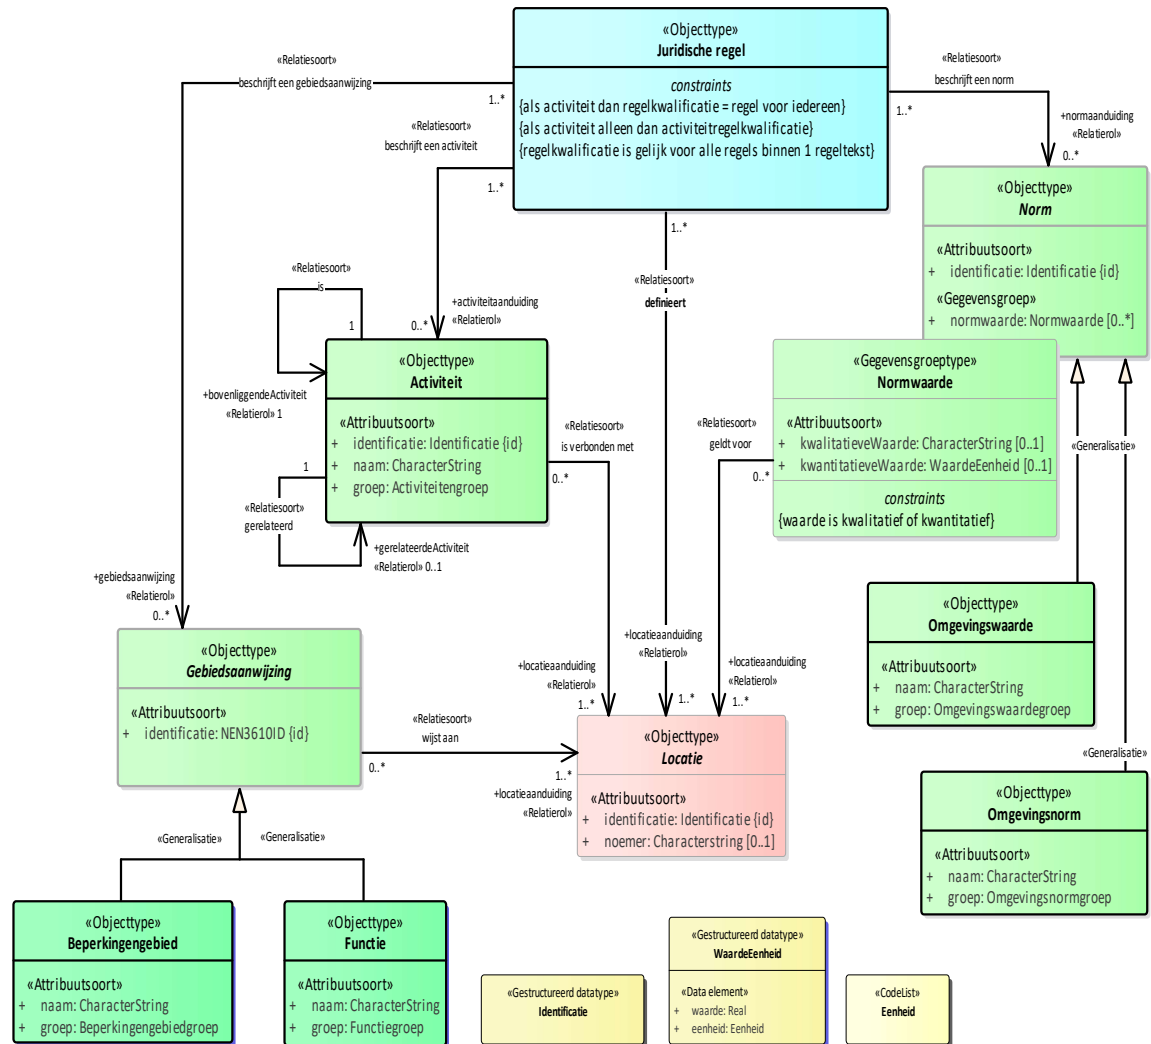 «Objecttype»
Juridische regel
constraints
{als activiteit dan regelkwalificatie = regel voor iedereen}
{als activiteit alleen dan activiteitregelkwalificatie}
{regelkwalificatie is gelijk voor alle regels binnen 1 regeltekst}
«Relatiesoort»
beschrijft een gebiedsaanwijzing
1..*
«Relatiesoort»
beschrijft een activiteit
1..*
«Relatiesoort»
beschrijft een norm
1..*
+normaanduiding
«Relatierol»
0..*
«Objecttype»
Norm
«Attribuutsoort»
+ identificatie: Identificatie {id}
«Gegevensgroep»
+ normwaarde: Normwaarde [0..*]
1..*
«Relatiesoort»
definieert
«Relatiesoort»
is
1
+activiteitaanduiding
«Relatierol»
0..*
«Objecttype»
Activiteit
«Attribuutsoort»
+ identificatie: Identificatie {id}
+ naam: CharacterString
+ groep: Activiteitengroep
+bovenliggendeActiviteit
«Relatierol» 1
1
«Relatiesoort»
gerelateerd
+gerelateerdeActiviteit
«Relatierol» 0..1
«Relatiesoort»
is verbonden met
0..*
«Gegevensgroeptype»
Normwaarde
«Attribuutsoort»
+ kwalitatieveWaarde: CharacterString [0..1]
+ kwantitatieveWaarde: WaardeEenheid [0..1]
constraints
{waarde is kwalitatief of kwantitatief}
«Relatiesoort»
geldt voor
0..*
«Generalisatie»
«Generalisatie»
+gebiedsaanwijzing
«Relatierol»
0..*
«Objecttype»
Gebiedsaanwijzing
«Attribuutsoort»
+ identificatie: NEN3610ID {id}
«Relatiesoort»
wijst aan
0..*
+locatieaanduiding
«Relatierol»
1..*
+locatieaanduiding
«Relatierol»
1..*
+locatieaanduiding
«Relatierol»
1..*
1..*
+locatieaanduiding
«Relatierol»
«Objecttype»
Locatie
«Attribuutsoort»
+ identificatie: Identificatie {id}
+ noemer: Characterstring [0..1]
«Objecttype»
Omgevingswaarde
«Attribuutsoort»
+ naam: CharacterString
+ groep: Omgevingswaardegroep
«Objecttype»
Omgevingsnorm
«Attribuutsoort»
+ naam: CharacterString
+ groep: Omgevingsnormgroep
«Generalisatie»
«Generalisatie»
«Objecttype»
Beperkingengebied
«Attribuutsoort»
+ naam: CharacterString
+ groep: Beperkingengebiedgroep
«Objecttype»
Functie
«Attribuutsoort»
+ naam: CharacterString
+ groep: Functiegroep
«Gestructureerd datatype»
Identificatie
«Gestructureerd datatype»
WaardeEenheid
«Data element»
+ waarde: Real
+ eenheid: Eenheid
«CodeList»
Eenheid